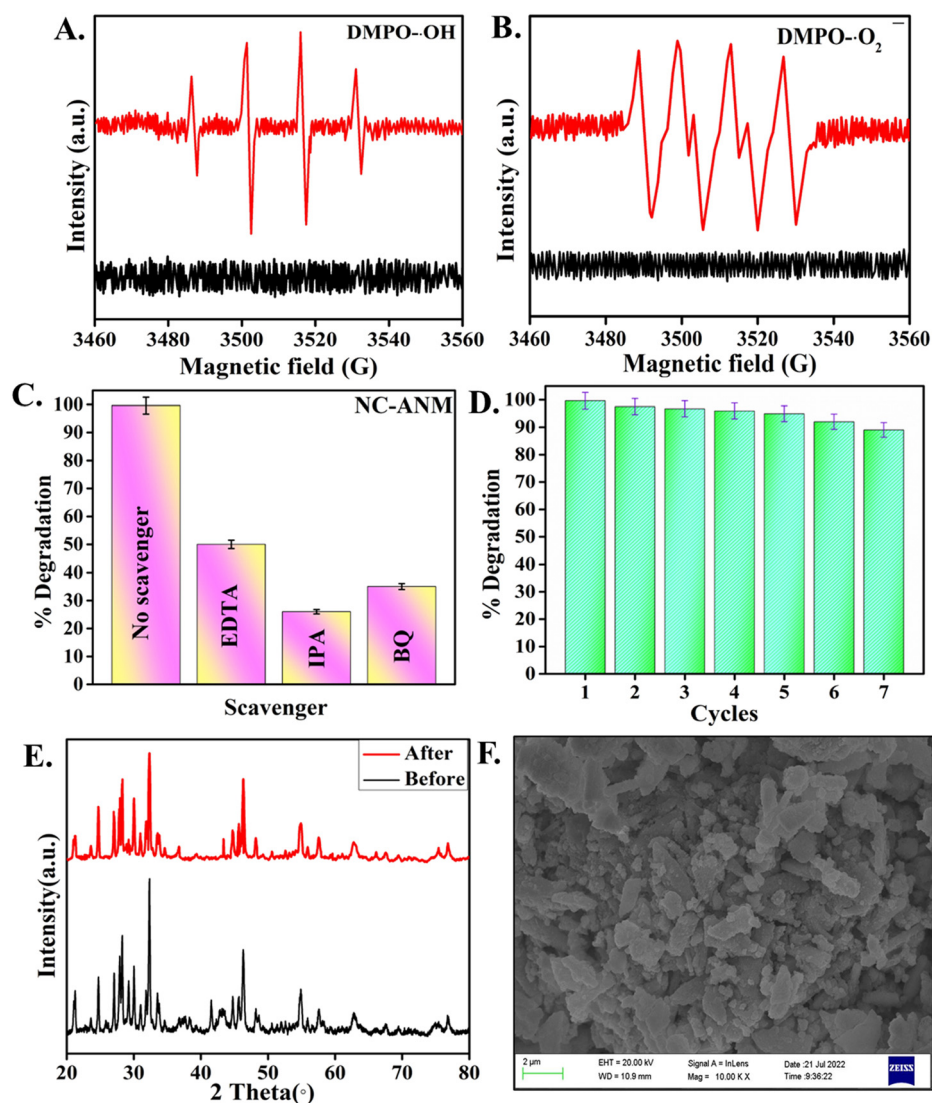 A.
DMPO-·OH
Intensity (a.u.)
3460 3480 3500 3520 3540 3560
Magnetic field (G)
B.
DMPO-·O2−
Intensity (a.u.)
3460 3480 3500 3520 3540 3560
Magnetic field (G)
C.
NC-ANM
% Degradation
100
90
80
70
60
50
40
30
20
10
0
No scavenger
EDTA
IPA
BQ
Scavenger
D.
% Degradation
100
90
80
70
60
50
40
30
20
10
0
1 2 3 4 5 6 7
Cycles
E.
After
Before
Intensity(a.u.)
20 30 40 50 60 70 80
2 Theta(◦)
F.
2 µm
EHT = 20.00 kV Signal A = InLens Date :21 Jul 2022
WD = 10.9 mm Mag = 10.00 K X Time :9:36:22
ZEISS